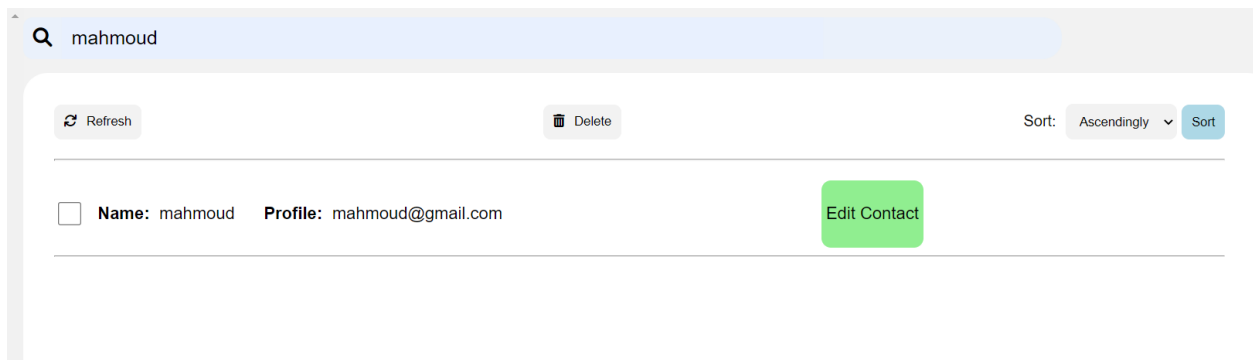 mahmoud
Refresh Delete Sort: Ascendingly Sort
Name: mahmoud Profile: mahmoud@gmail.com Edit Contact